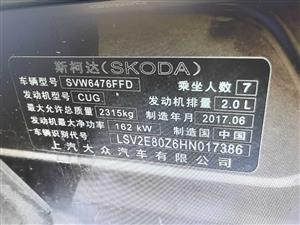 斯柯达(SKODA)
车辆型号 SVW6476FFD 乘坐人数 7
发动机型号 CUG 发动机排量 2.0 L
最大允许总质量 2315kg 制造年月 2017.06
发动机最大净功率 162 kW 制造国 中国
车辆识别代号 LSV2E80Z6HN017386
上汽大众汽车有限公司